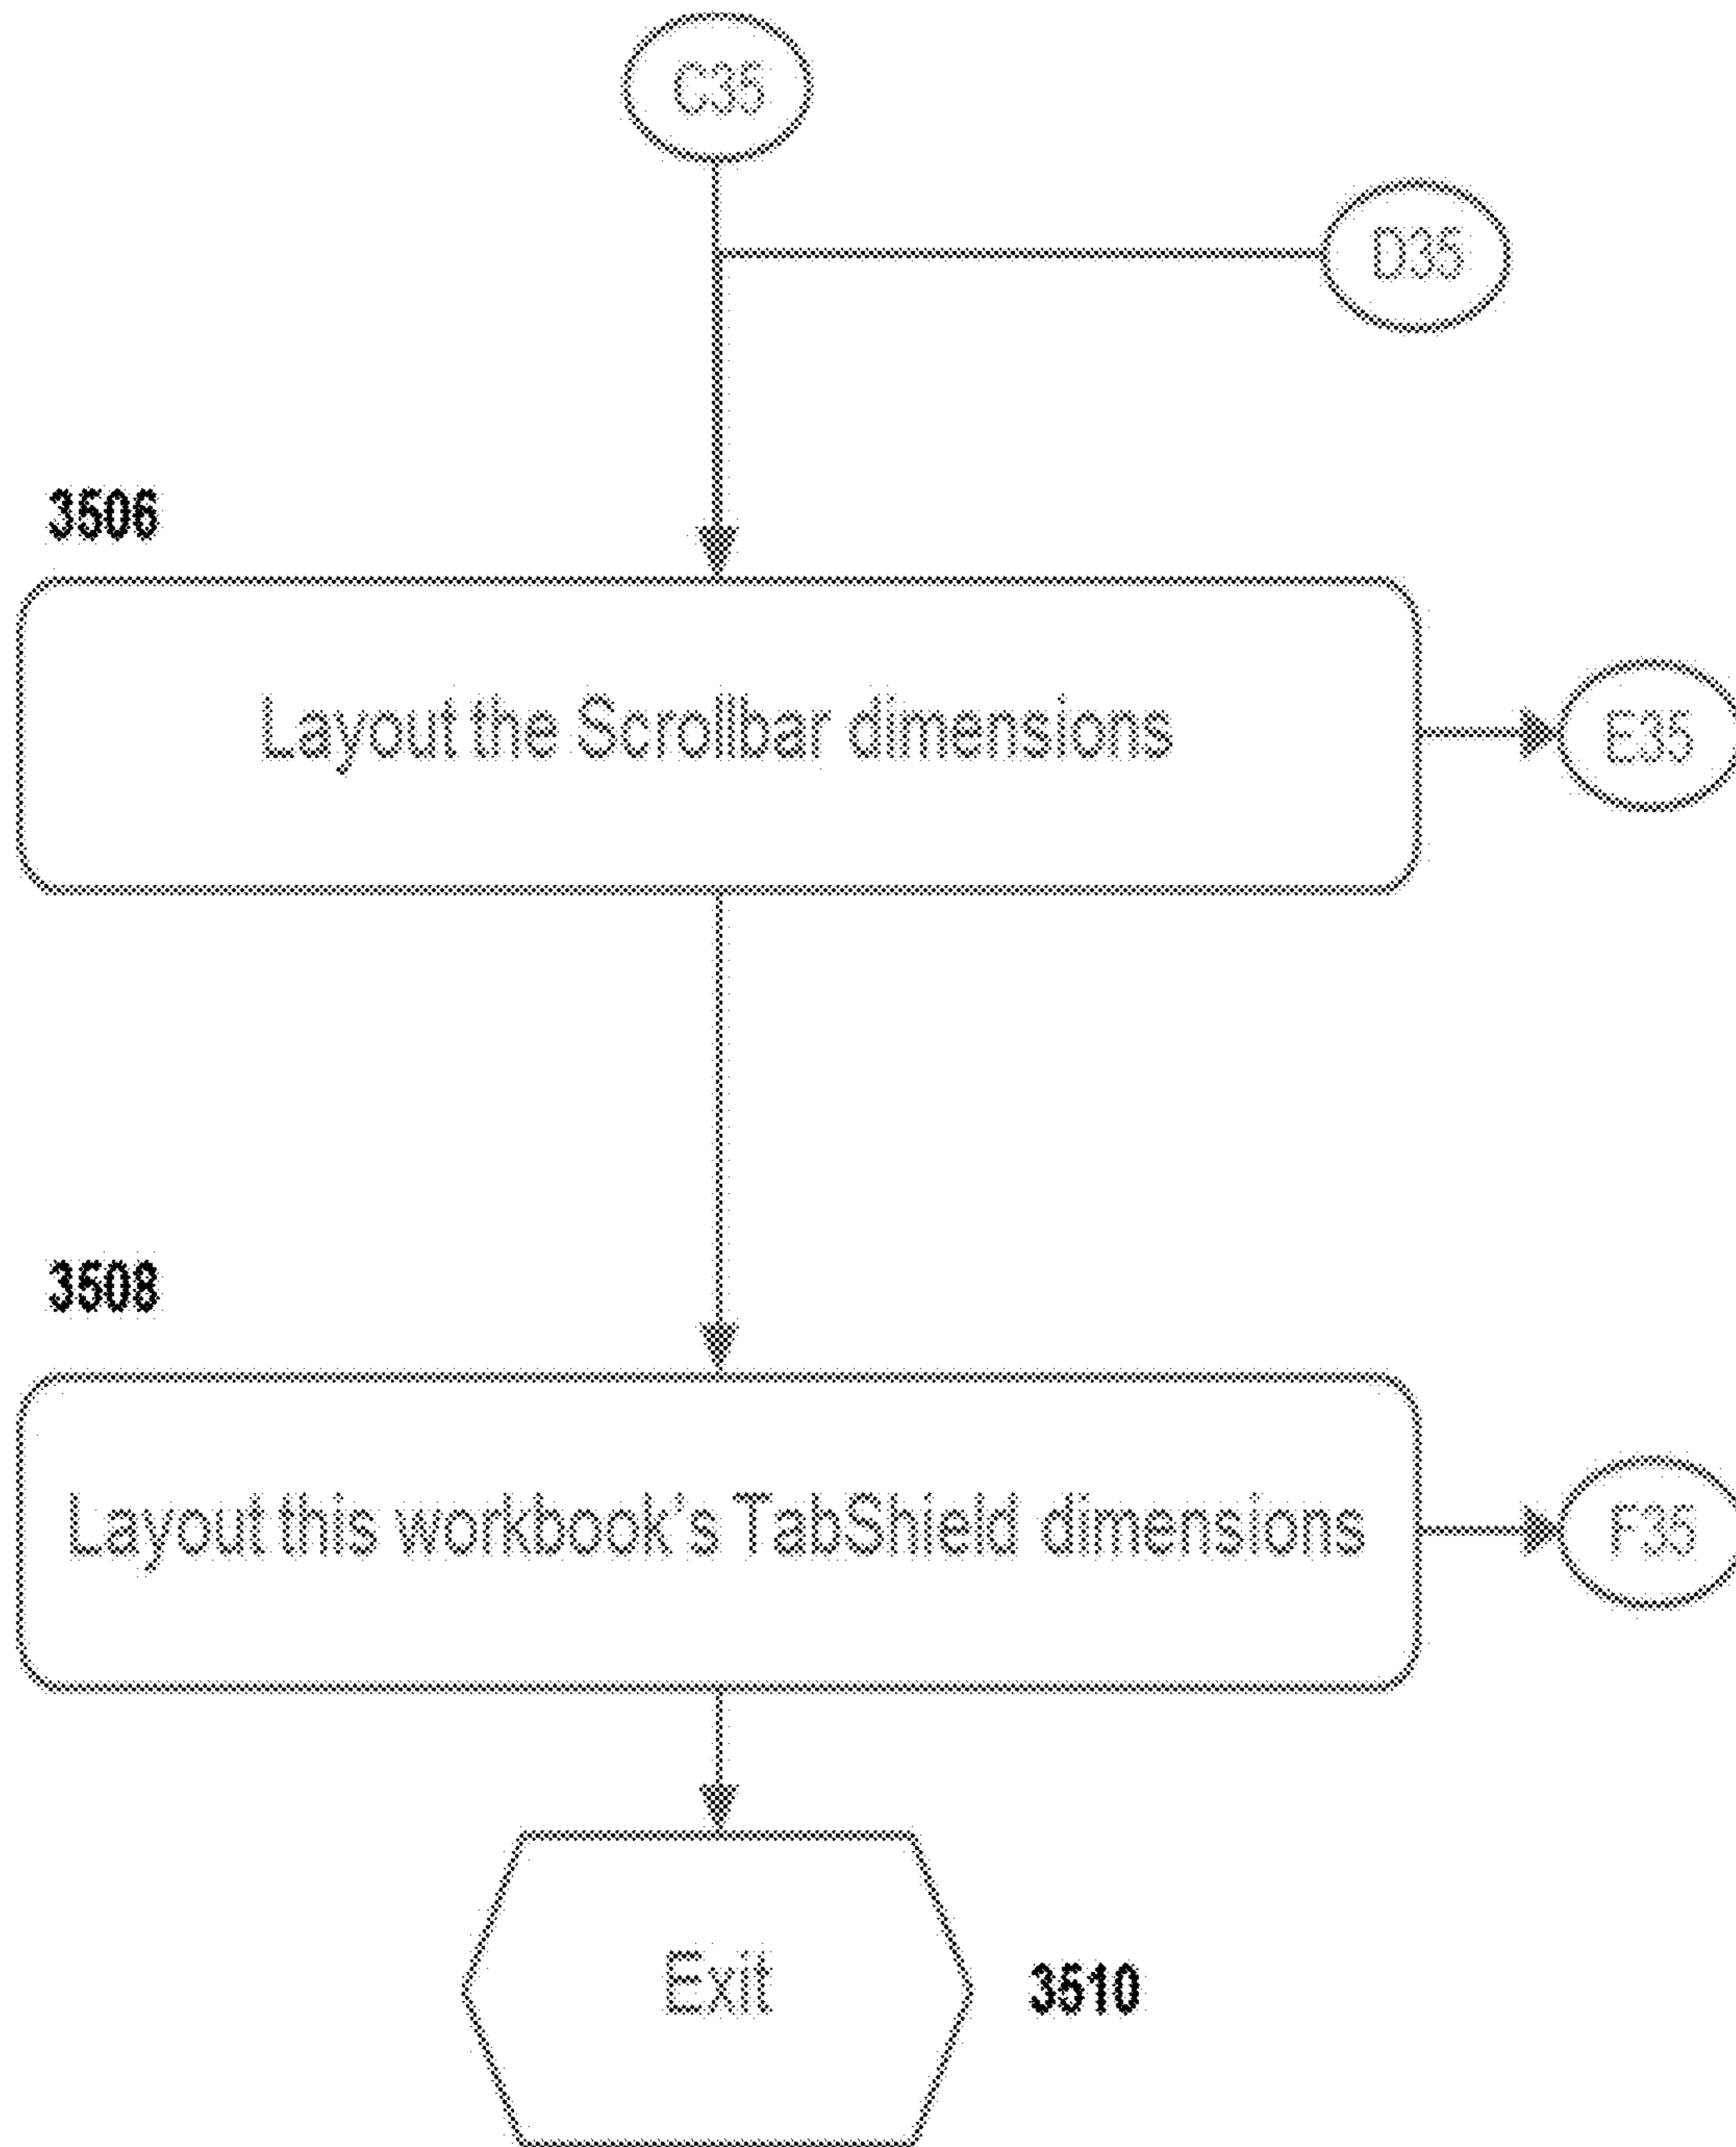 C35
D35
3506
Layout the Scrollbar dimensions
E35
3508
Layout this workbook's TabShield dimensions
F35
Exit
3510